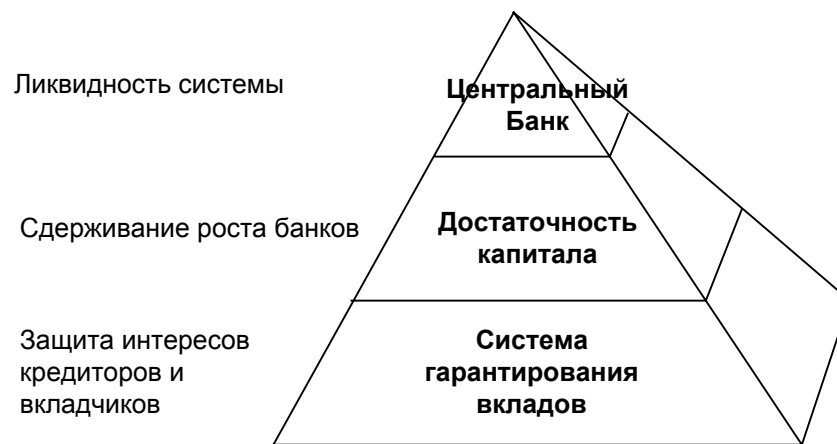 Ликвидность системы
Центральный
Банк
Сдерживание роста банков
Достаточность
капитала
Защита интересов
кредиторов и
вкладчиков
Система
гарантирования
вкладов